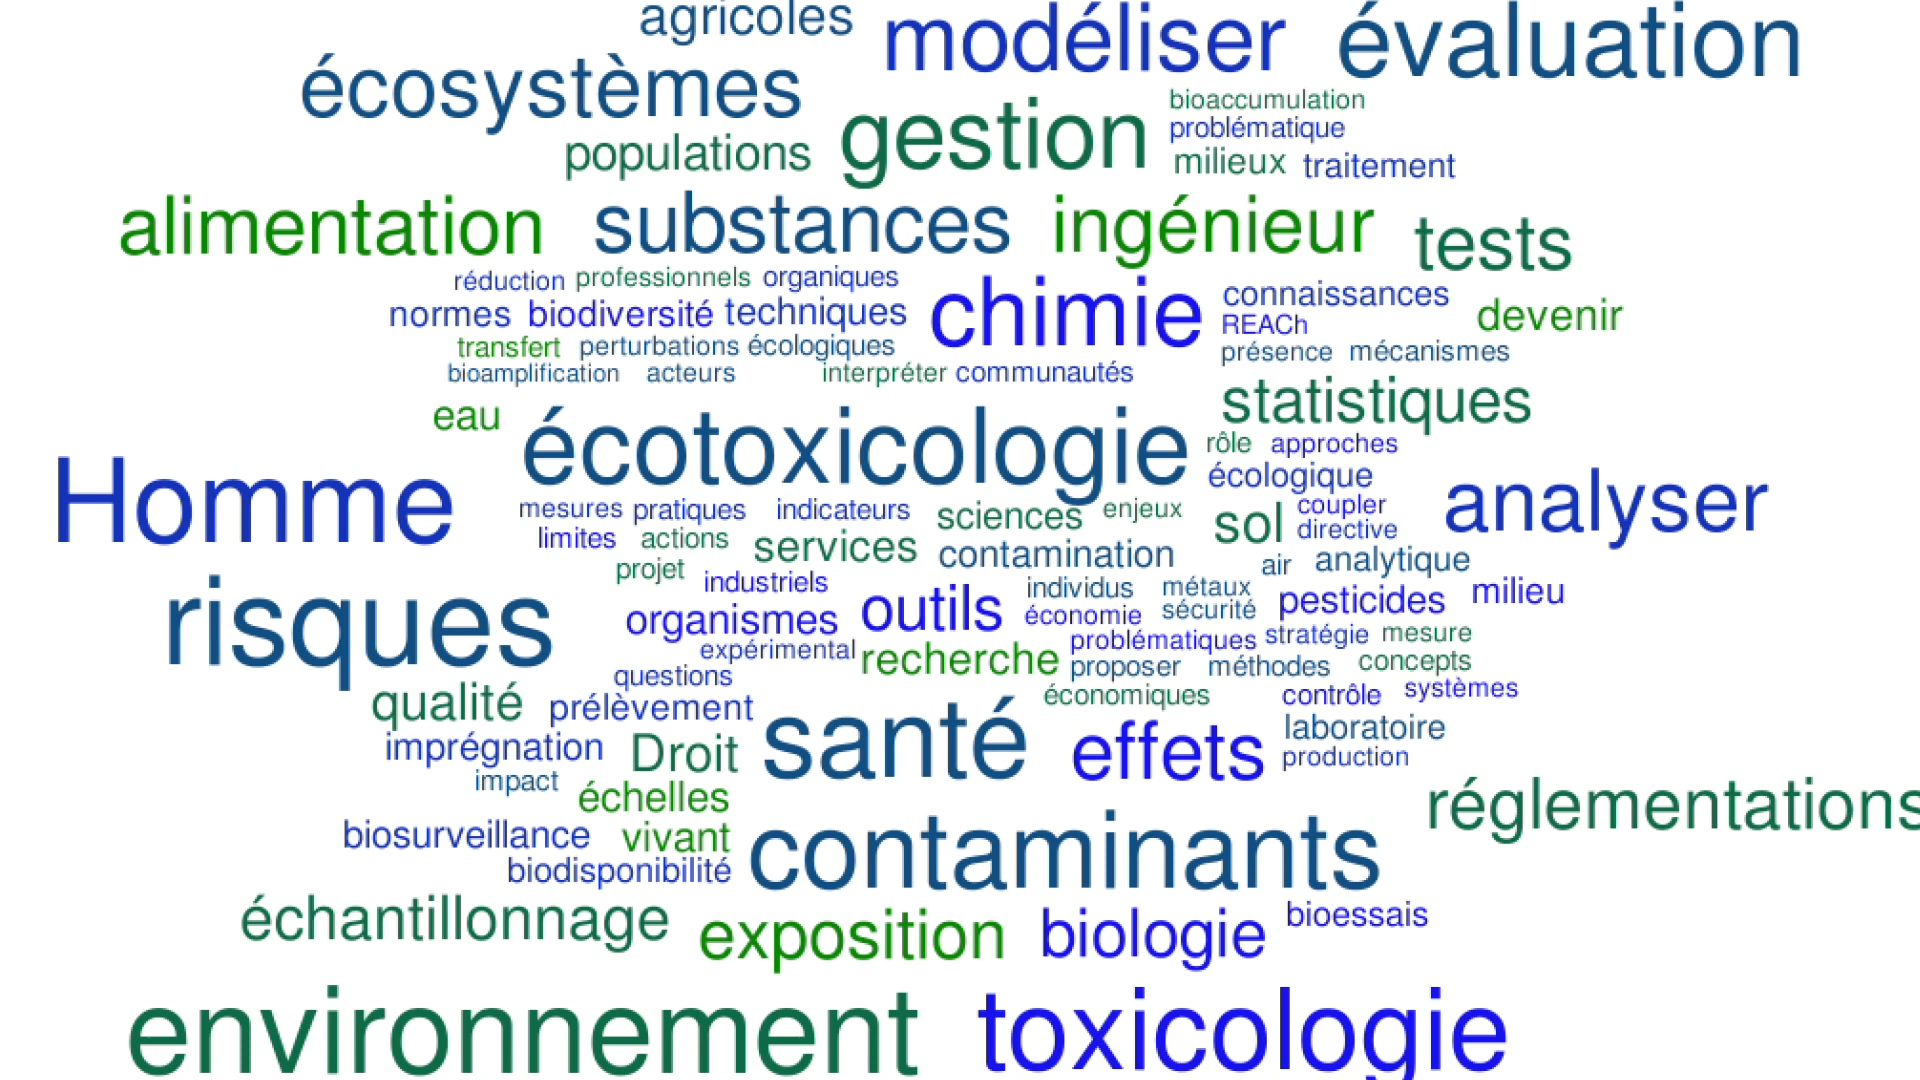 agricoles modéliser évaluation
écosystèmes
bioaccumulation
gestion problématique
populations milieux traitement
alimentation substances ingénieur tests
réduction professionnels organiques
normes biodiversité techniques chimie connaissances devenir
REACh
transfert perturbations écologiques présence mécanismes
bioamplification acteurs interpréter communautés
eau statistiques
écotoxicologie rôle approches
écologique
Homme analyser
mesures pratiques indicateurs sciences enjeux sol coupler
limites actions services contamination directive
projet air analytique
industriels individus métaux pesticides milieu
risques organismes outils économie sécurité
expérimental recherche problématiques stratégie mesure
questions proposer méthodes concepts
qualité prélèvement économiques contrôle systèmes
imprégnation Droit santé effets laboratoire
impact production
échelles réglementations
biosurveillance vivant contaminants
biodisponibilité
échantillonnage exposition biologie bioessais
environnement toxicologie